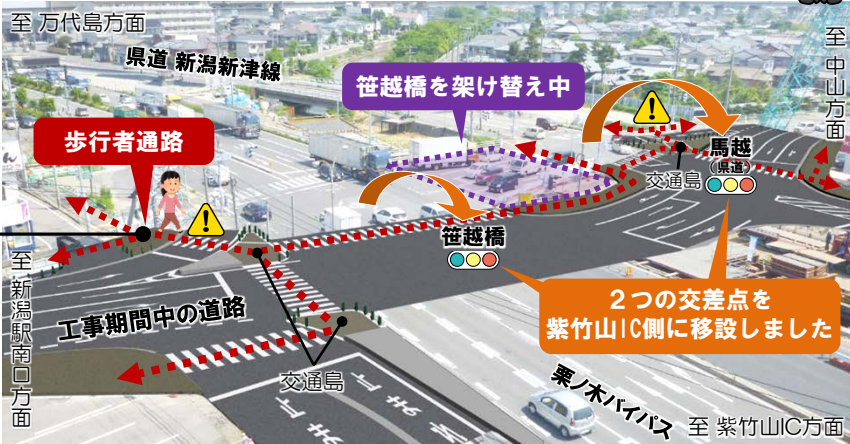 至 万代島方面
県道 新潟新津線
至 中山方面
笹越橋を架け替え中
歩行者通路
馬越
(県道)
交通島
笹越橋
至 新潟駅南口方面
工事期間中の道路
2つの交差点を
紫竹山IC側に移設しました
交通島
栗ノ木バイパス
至 紫竹山IC方面